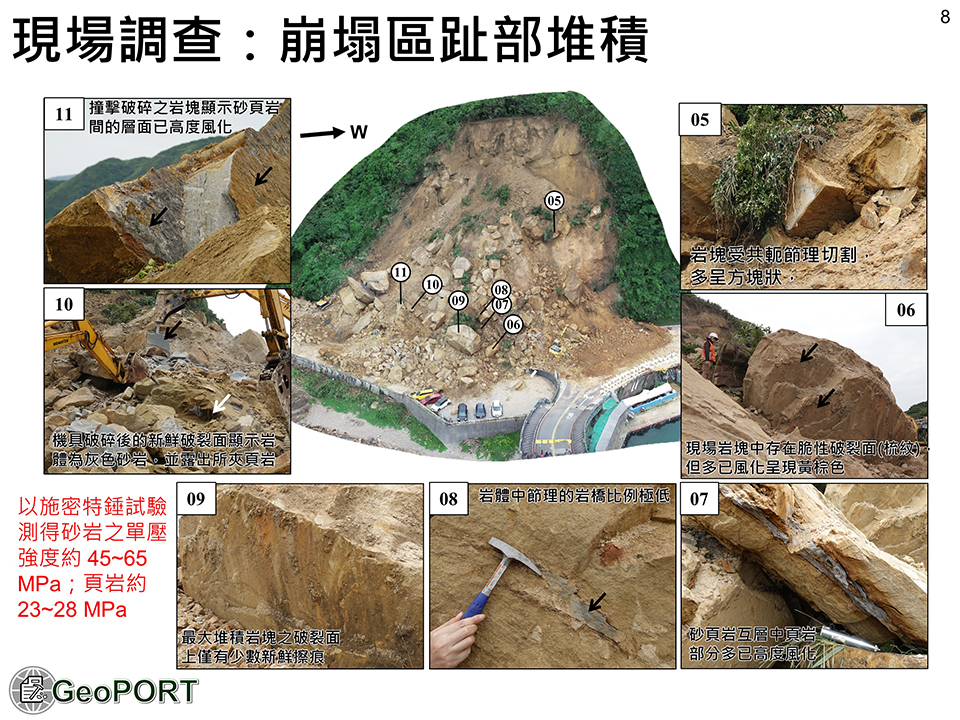 現場調查：崩塌區趾部堆積
8
11
撞擊破碎之岩塊顯示砂頁岩
間的層面已高度風化
W
05
岩塊受共軛節理切割，
多呈方塊狀，
05
11
10
09
08
07
06
10
機具破碎後的新鮮破裂面顯示岩
體為灰色砂岩。並露出所夾頁岩
06
現場岩塊中存在脆性破裂面(梳紋)，
但多已風化呈現黃棕色
以施密特錘試驗
測得砂岩之單壓
強度約 45~65
MPa；頁岩約
23~28 MPa
09
最大堆積岩塊之破裂面
上僅有少數新鮮擦痕
08
岩體中節理的岩橋比例極低
07
砂頁岩互層中頁岩
部分多已高度風化
GeoPORT